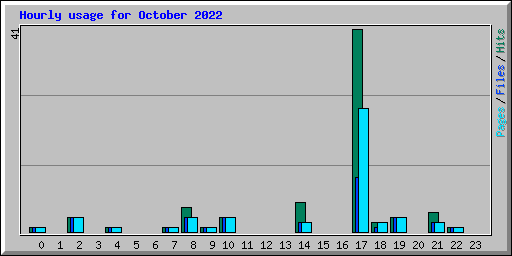 Hourly usage for October 2022
41
Pages/Files/Hits
0 1 2 3 4 5 6 7 8 9 10 11 12 13 14 15 16 17 18 19 20 21 22 23